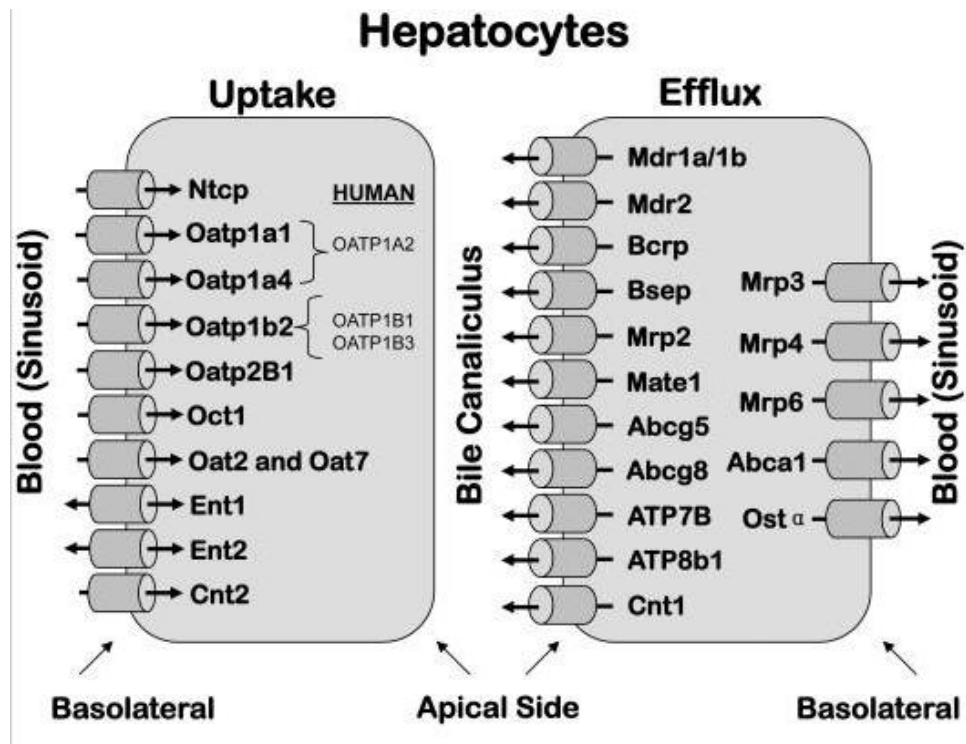 Hepatocytes
Uptake
Efflux
Blood (Sinusoid)
Ntcp
HUMAN
Oatp1a1
OATP1A2
Oatp1a4
Oatp1b2
OATP1B1
OATP1B3
Oatp2B1
Oct1
Oat2 and Oat7
Ent1
Ent2
Cnt2
Bile Canaliculus
Mdr1a/1b
Mdr2
Bcrp
Bsep
Mrp2
Mate1
Abcg5
Abcg8
ATP7B
ATP8b1
Cnt1
Mrp3
Mrp4
Mrp6
Abca1
Ost α
Blood (Sinusoid)
Basolateral
Apical Side
Basolateral